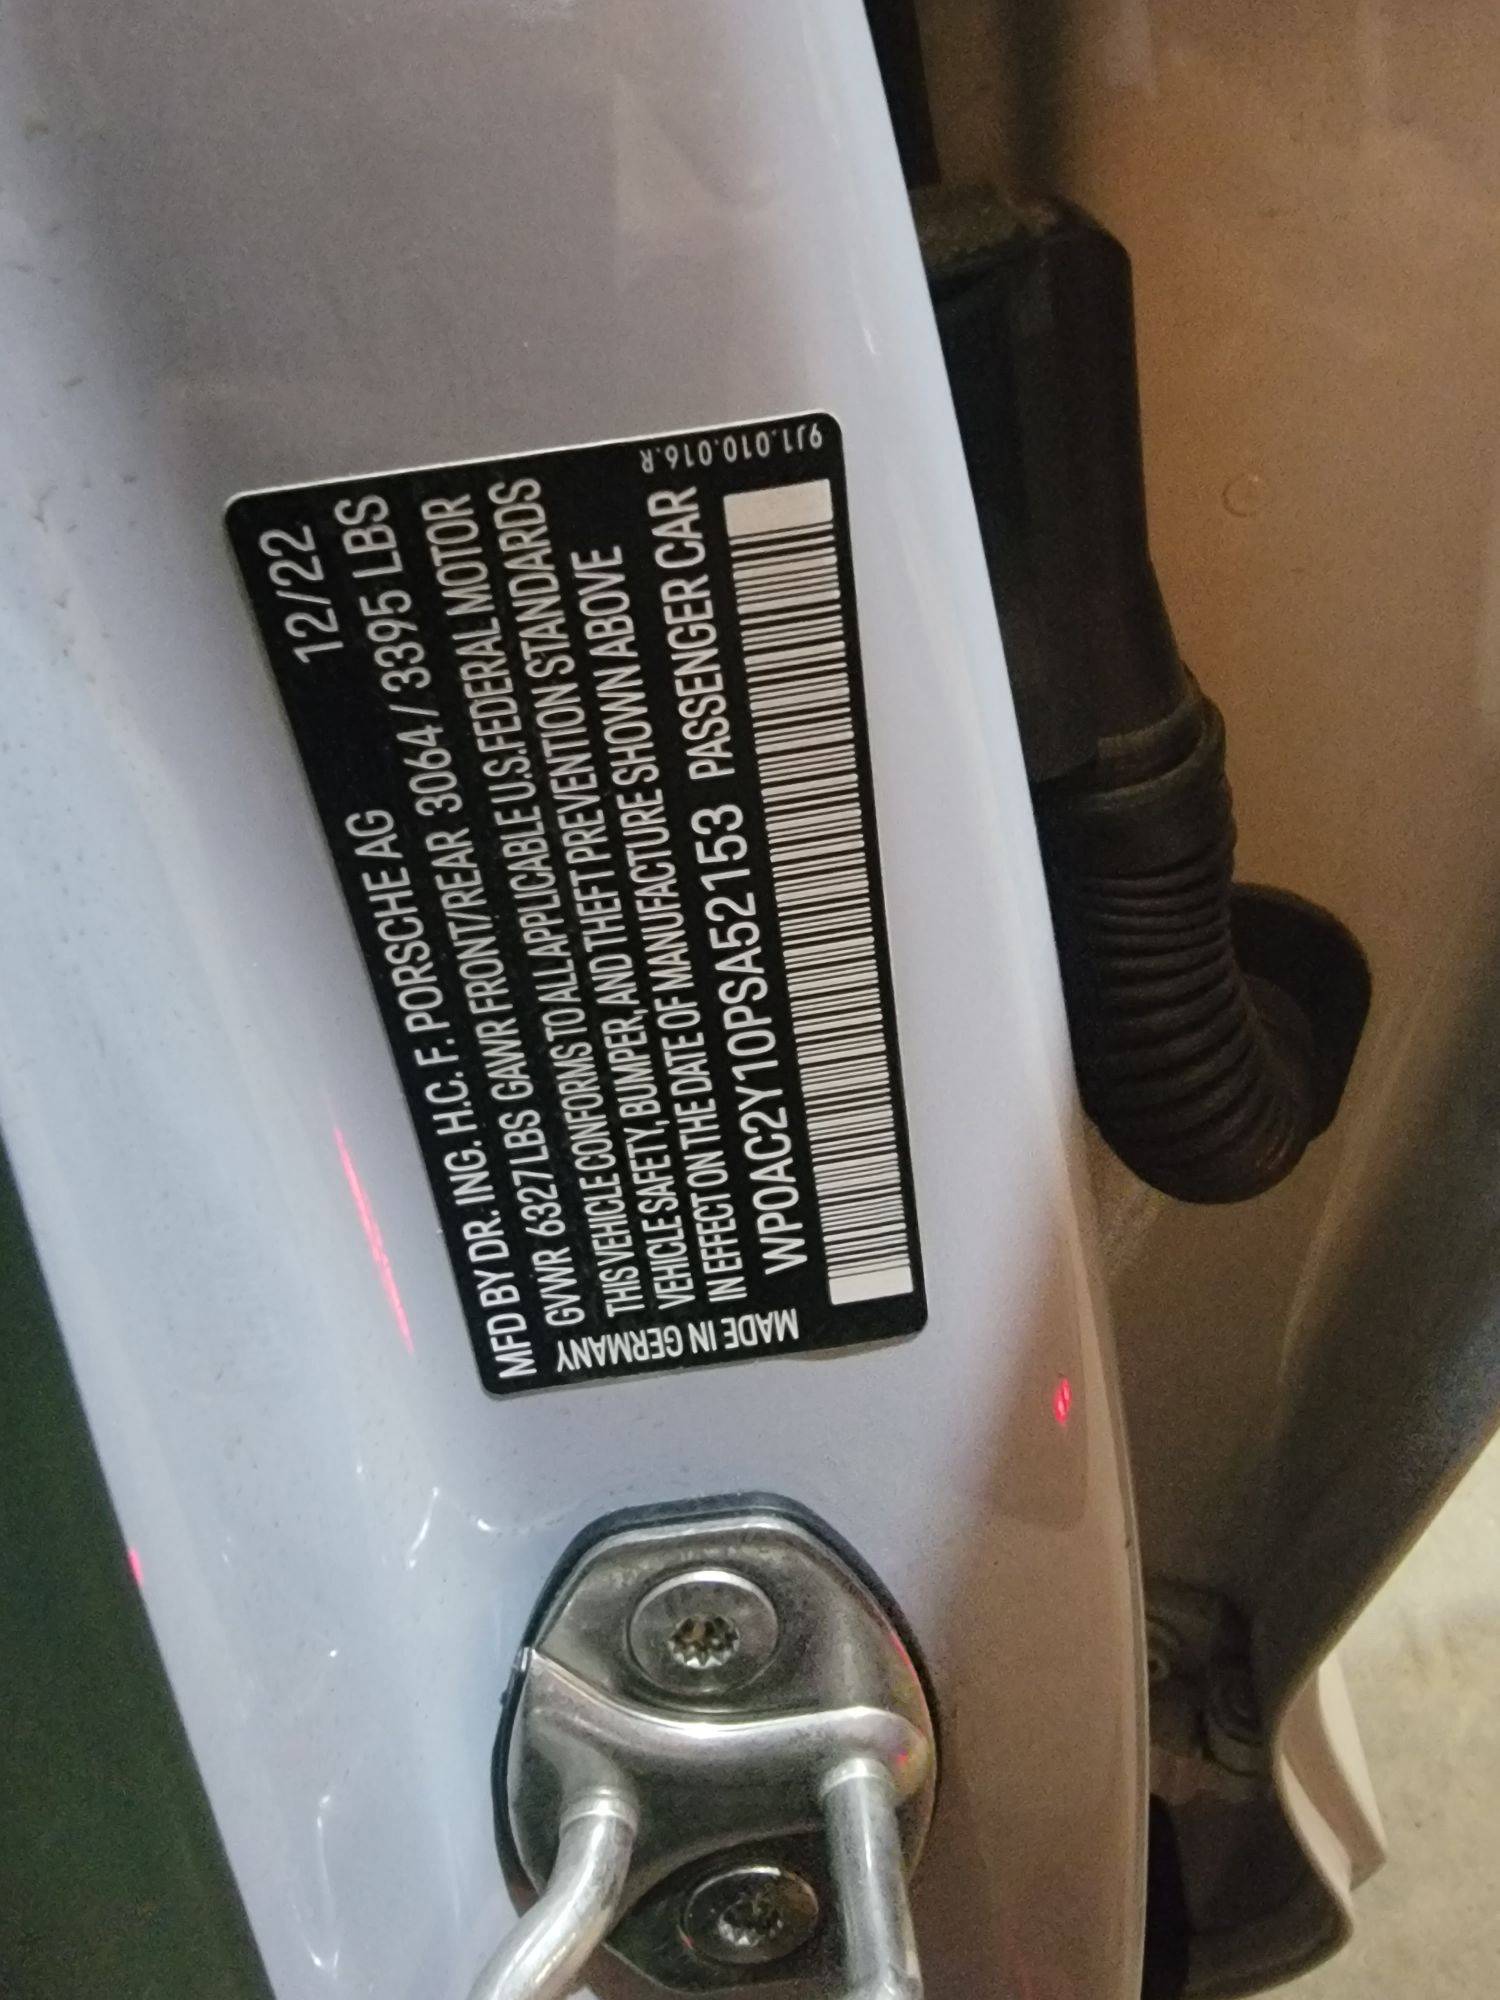 MFD BY DR. ING. H.C. F. PORSCHE AG 12/22
GVWR 6327 LBS GAWR FRONT/REAR 3064 / 3395 LBS
THIS VEHICLE CONFORMS TO ALL APPLICABLE U.S. FEDERAL MOTOR
VEHICLE SAFETY, BUMPER, AND THEFT PREVENTION STANDARDS
IN EFFECT ON THE DATE OF MANUFACTURE SHOWN ABOVE
WP0AC2Y10PSA52153 PASSENGER CAR
MADE IN GERMANY
9J1.010.016.R